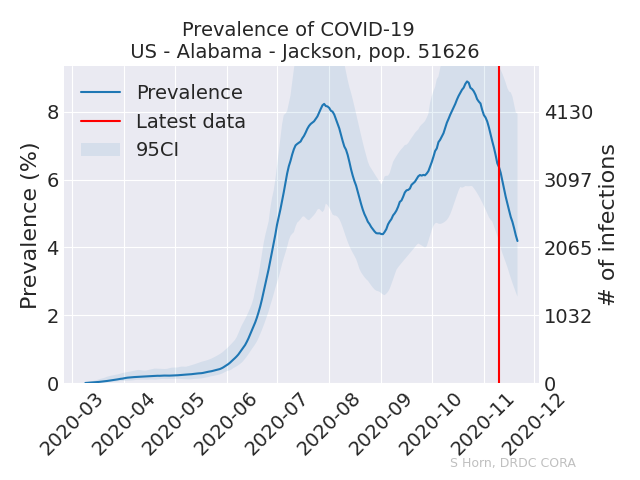 Prevalence of COVID-19
US - Alabama - Jackson, pop. 51626
Prevalence
Latest data
95CI
Prevalence (%)
8
6
4
2
0
4130
3097
2065
1032
0
# of infections
2020-03
2020-04
2020-05
2020-06
2020-07
2020-08
2020-09
2020-10
2020-11
2020-12
S Horn, DRDC CORA